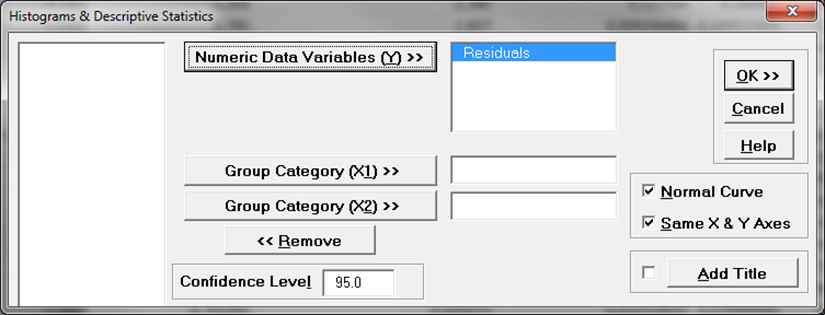 Histograms & Descriptive Statistics
Numeric Data Variables (Y) >>
Residuals
OK >>
Cancel
Help
Group Category (X1) >>
Group Category (X2) >>
<< Remove
Normal Curve
Same X & Y Axes
Confidence Level
95.0
Add Title